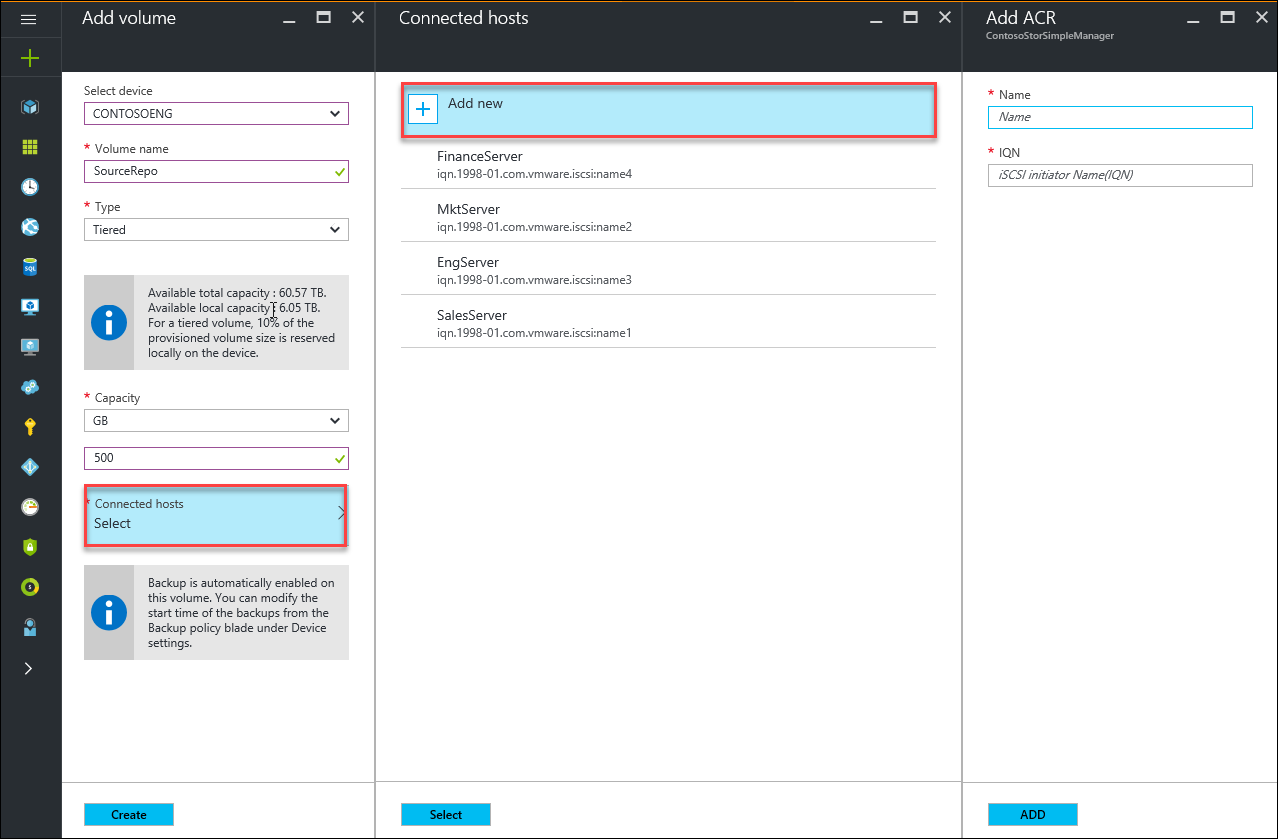 Add volume
Select device
CONTOSOENG
* Volume name
SourceRepo
* Type
Tiered
Available total capacity : 60.57 TB.
Available local capacity : 6.05 TB.
For a tiered volume, 10% of the
provisioned volume size is reserved
locally on the device.
* Capacity
GB
500
* Connected hosts
Select
Backup is automatically enabled on
this volume. You can modify the
start time of the backups from the
Backup policy blade under Device
settings.
Create
Connected hosts
Add new
FinanceServer
iqn.1998-01.com.vmware.iscsi:name4
MktServer
iqn.1998-01.com.vmware.iscsi:name2
EngServer
iqn.1998-01.com.vmware.iscsi:name3
SalesServer
iqn.1998-01.com.vmware.iscsi:name1
Select
Add ACR
ContosoStorSimpleManager
* Name
Name
* IQN
iSCSI initiator Name(IQN)
ADD
SQL